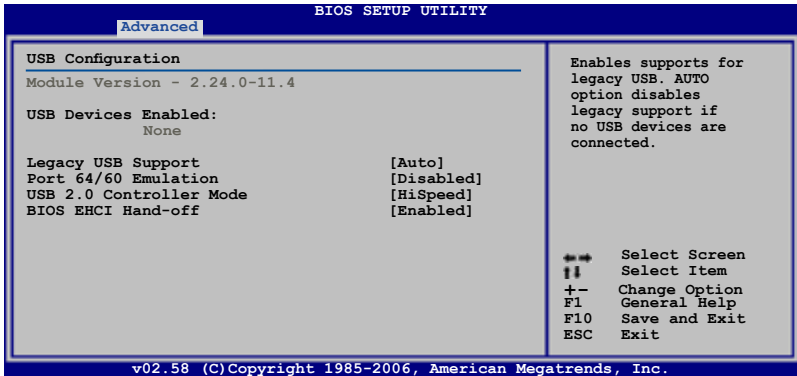 BIOS SETUP UTILITY
Advanced
USB Configuration
Module Version - 2.24.0-11.4
USB Devices Enabled:
None
Legacy USB Support [Auto]
Port 64/60 Emulation [Disabled]
USB 2.0 Controller Mode [HiSpeed]
BIOS EHCI Hand-off [Enabled]
Enables supports for
legacy USB. AUTO
option disables
legacy support if
no USB devices are
connected.
←→ Select Screen
↑↓ Select Item
+- Change Option
F1 General Help
F10 Save and Exit
ESC Exit
v02.58 (C)Copyright 1985-2006, American Megatrends, Inc.